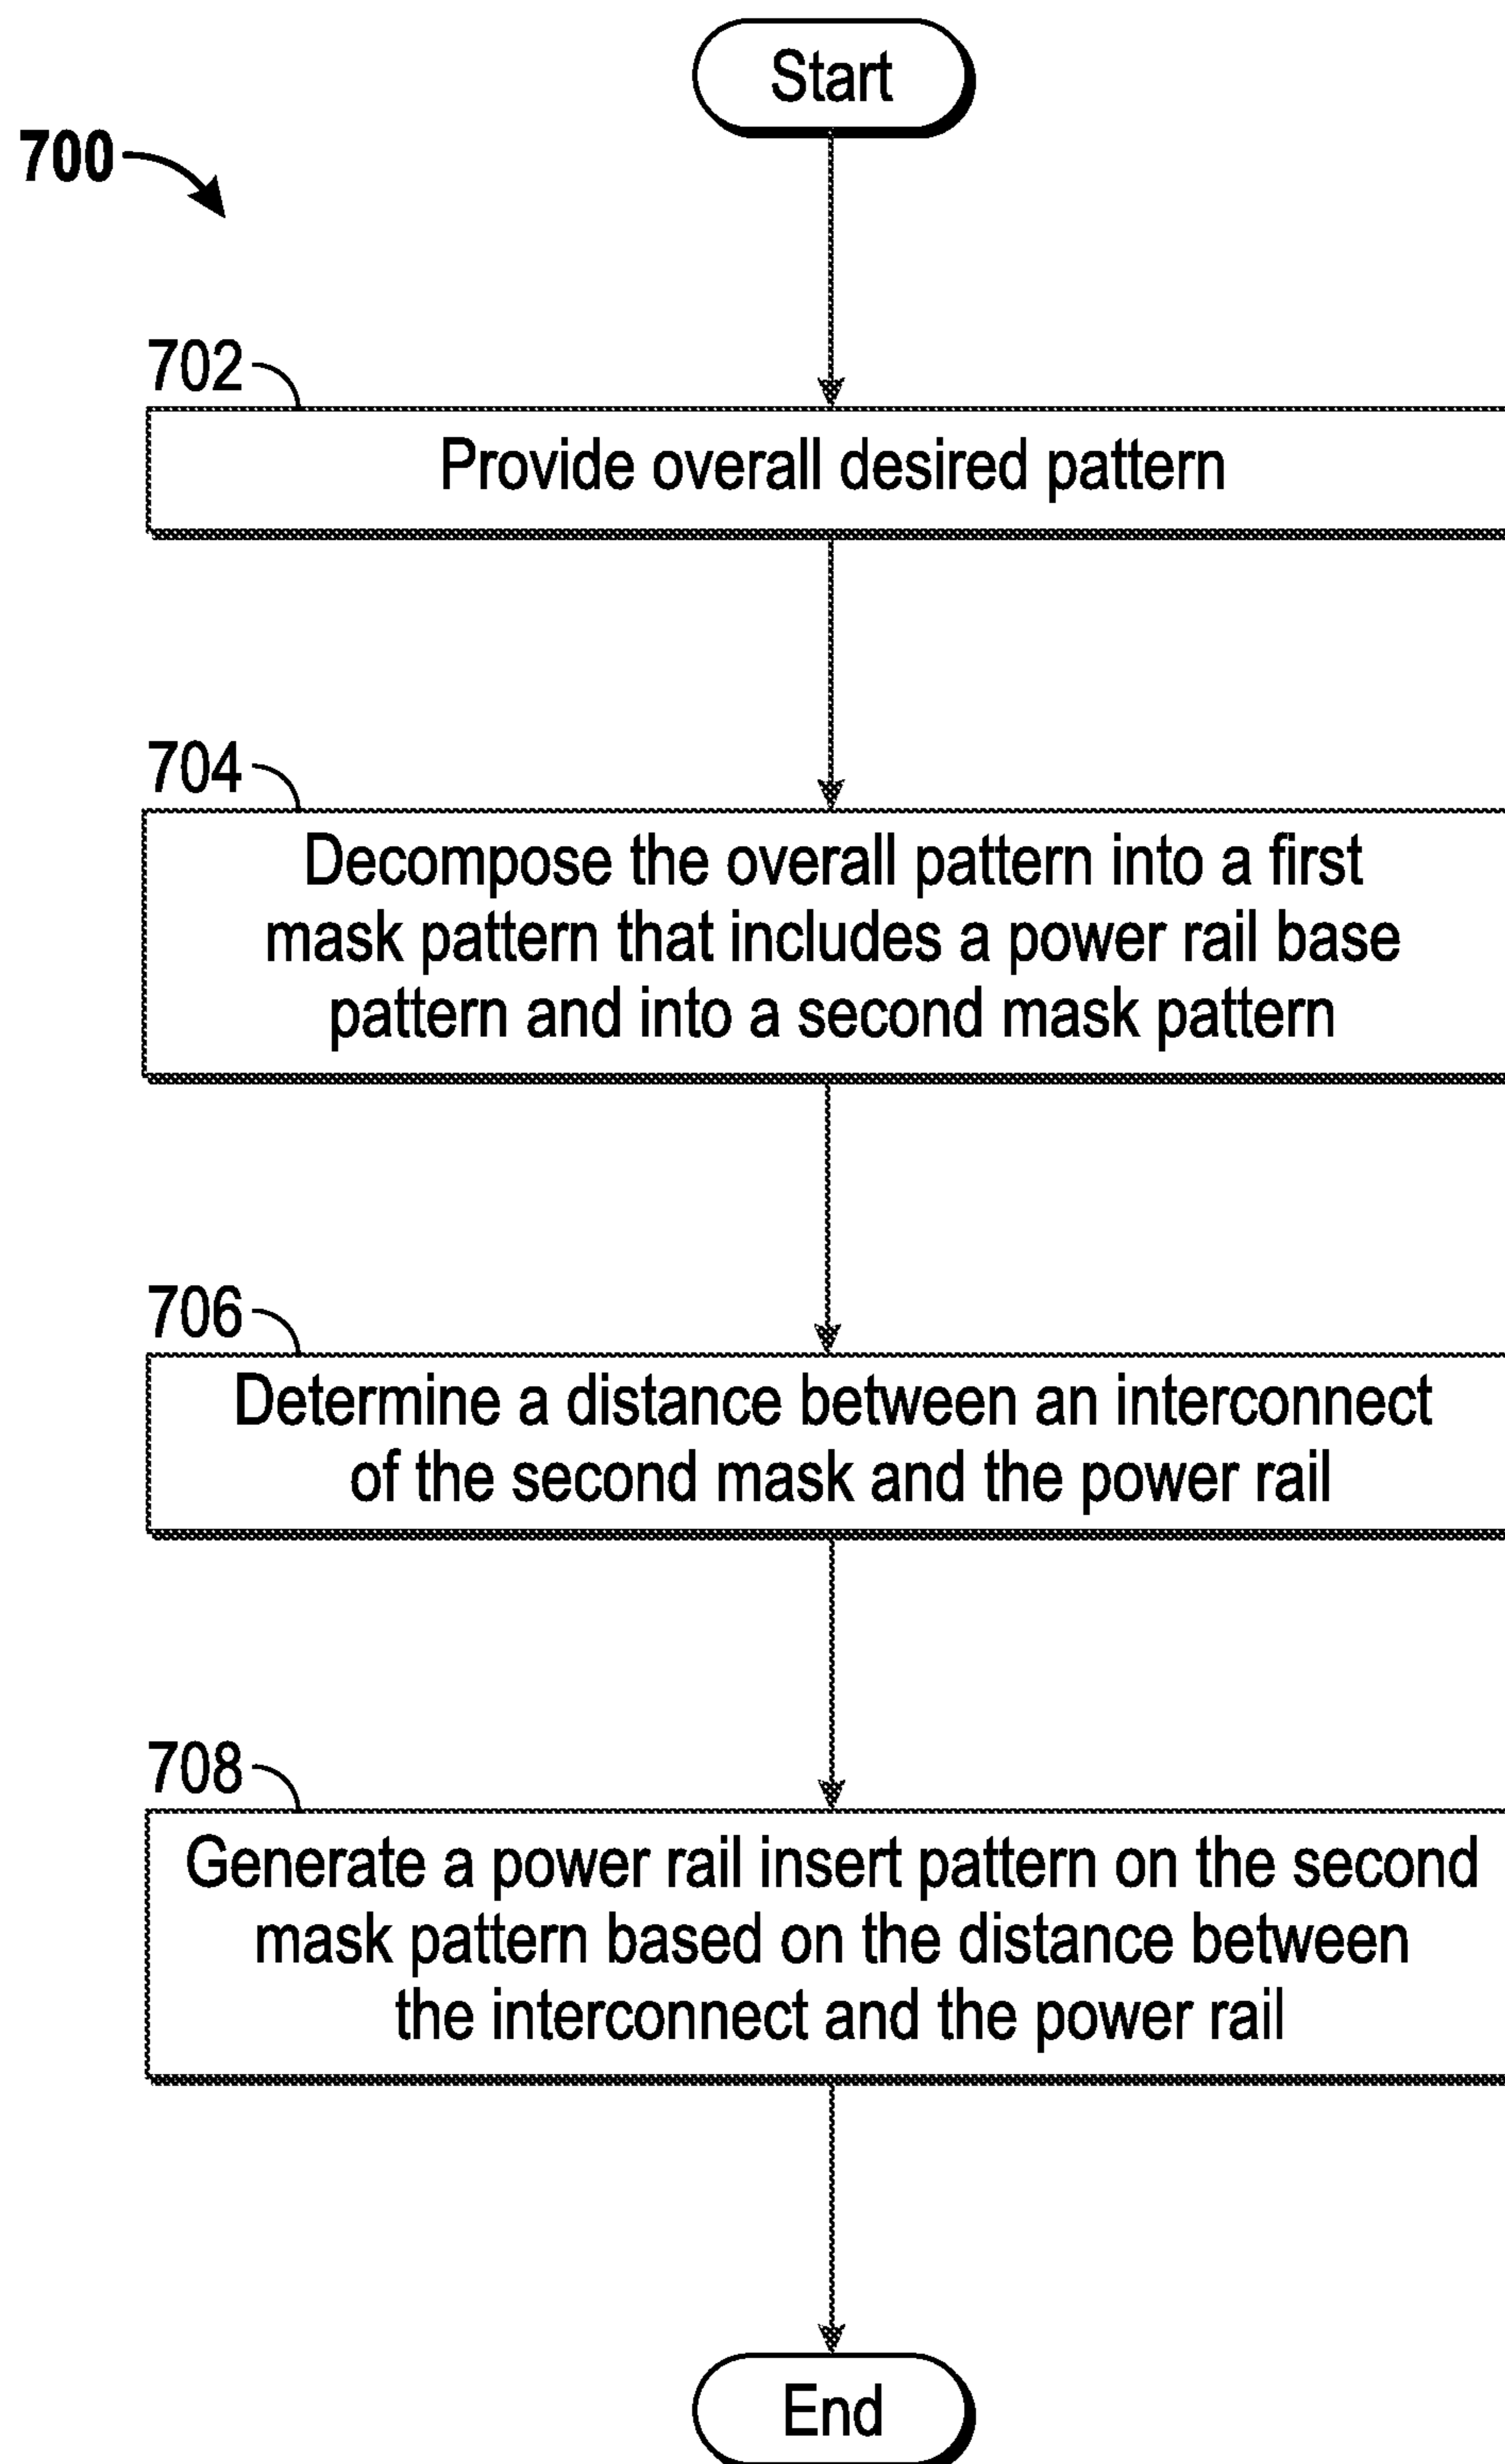 Start
700
702
Provide overall desired pattern
704
Decompose the overall pattern into a first
mask pattern that includes a power rail base
pattern and into a second mask pattern
706
Determine a distance between an interconnect
of the second mask and the power rail
708
Generate a power rail insert pattern on the second
mask pattern based on the distance between
the interconnect and the power rail
End